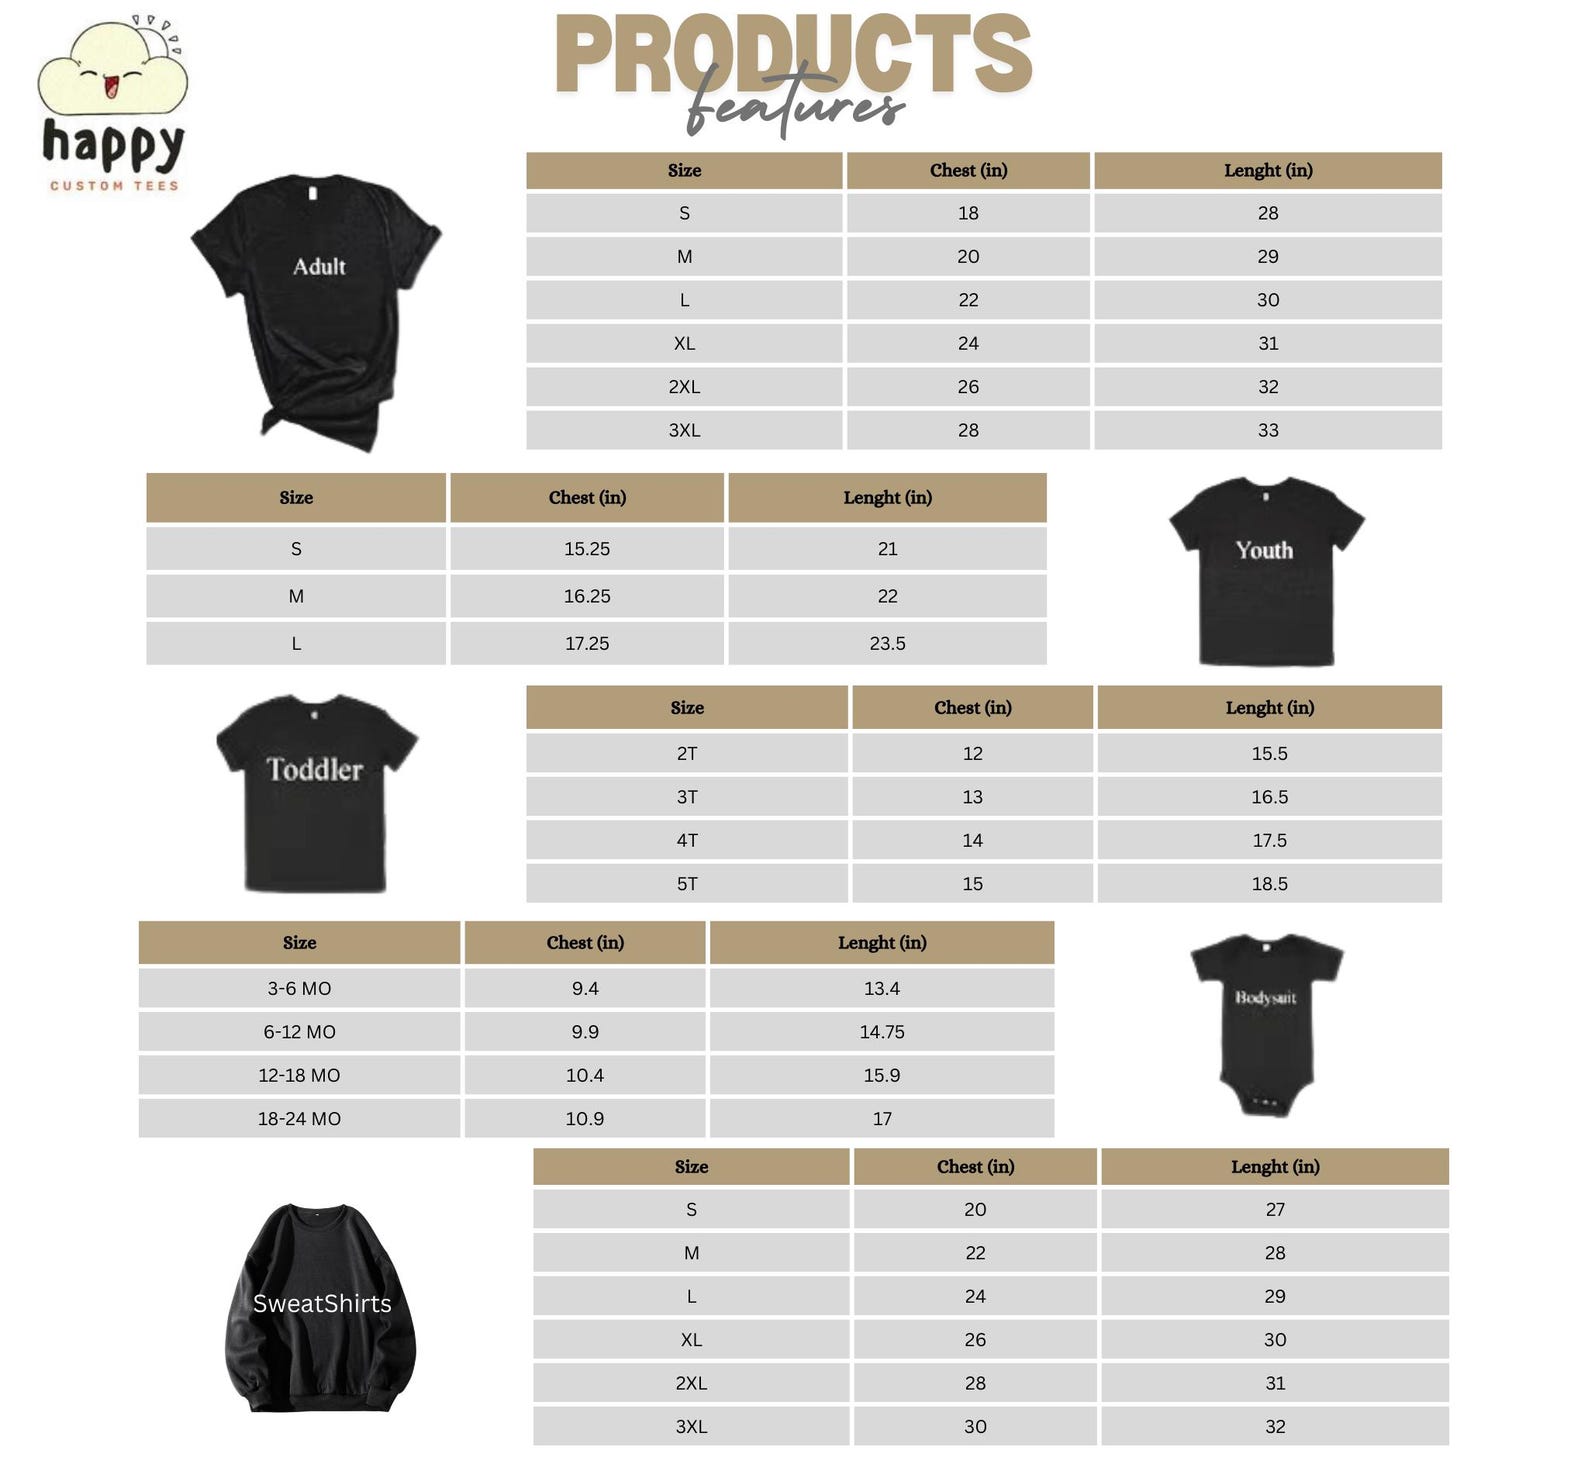 PRODUCTS
features
happy
CUSTOM TEES
Adult
Size Chest (in) Lenght (in)
S 18 28
M 20 29
L 22 30
XL 24 31
2XL 26 32
3XL 28 33
Size Chest (in) Lenght (in)
S 15.25 21
M 16.25 22
L 17.25 23.5
Youth
Toddler
Size Chest (in) Lenght (in)
2T 12 15.5
3T 13 16.5
4T 14 17.5
5T 15 18.5
Size Chest (in) Lenght (in)
3-6 MO 9.4 13.4
6-12 MO 9.9 14.75
12-18 MO 10.4 15.9
18-24 MO 10.9 17
Bodysuit
SweatShirts
Size Chest (in) Lenght (in)
S 20 27
M 22 28
L 24 29
XL 26 30
2XL 28 31
3XL 30 32